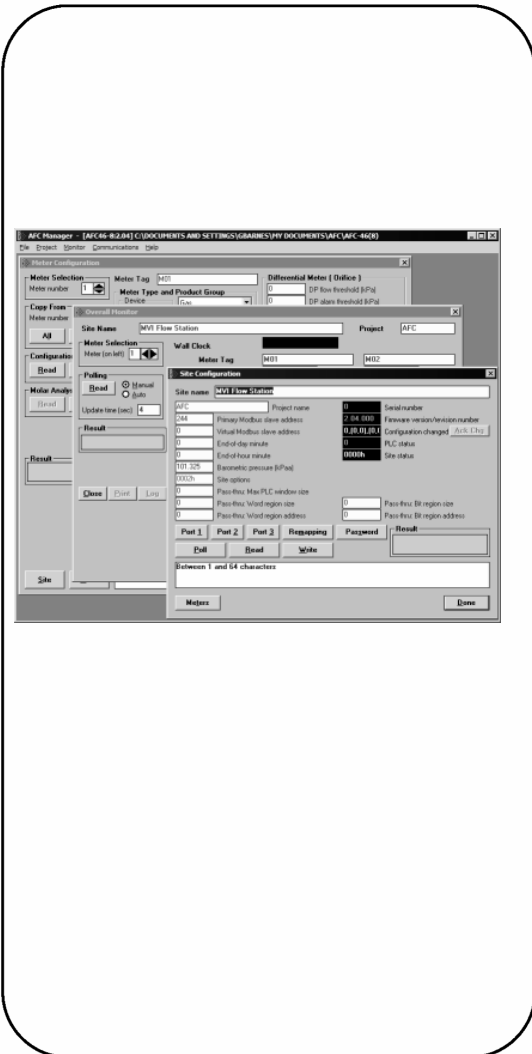 AFC Manager - [AFC46-8:2.04] C:\DOCUMENTS AND SETTINGS\GBARNES\MY DOCUMENTS\AFC\AFC-46(8)
File Project Monitor Communications Help
Meter Configuration
Meter Selection
Meter number 1
Meter Tag M01
Meter Type and Product Group
Device Gas
Differential Meter ( Orifice )
0 DP flow threshold [kPa]
0 DP alarm threshold [kPa]
Copy From
Meter number
All
Configuration
Read
Molar Analys
Read
Result
Site
Overall Monitor
Site Name MVI Flow Station
Project AFC
Meter Selection
Meter (on left) 1
Wall Clock
Meter Tag M01 M02
Polling
Read Manual
Auto
Update time (sec) 4
Result
Close Print Log
Site Configuration
Site name MVI Flow Station
AFC Project name
244 Primary Modbus slave address
0 Virtual Modbus slave address
0 End-of-day minute
0 End-of-hour minute
101.325 Barometric pressure [kPaa]
0002h Site options
0 Pass-thru: Max PLC window size
0 Pass-thru: Word region size
0 Pass-thru: Word region address
0 Serial number
2.04.000 Firmware version/revision number
Configuration changed Ack Chg
0 PLC status
0000h Site status
0 Pass-thru: Bit region size
0 Pass-thru: Bit region address
Port 1 Port 2 Port 3 Remapping Password
Result
Poll Read Write
Between 1 and 64 characters
Meters Done